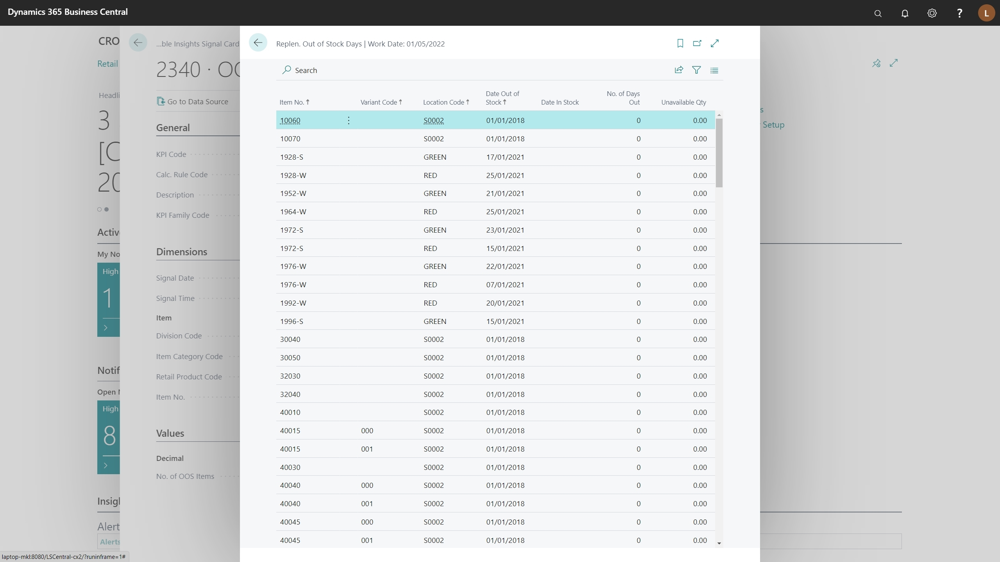 Dynamics 365 Business Central
L
CRO
Retail
Headli
3
20
Activ
My No
High
1
Notif
Open
High
8
Insigh
Alert
Alerts
...ble Insights Signal Card
2340 · OO
Go to Data Source
General
KPI Code
Calc. Rule Code
Description
KPI Family Code
Dimensions
Signal Date
Signal Time
Item
Division Code
Item Category Code
Retail Product Code
Item No.
Values
Decimal
No. of OOS Items
Replen. Out of Stock Days | Work Date: 01/05/2022
Search
Item No. ↑ Variant Code ↑ Location Code ↑ Date Out of Stock ↑ Date In Stock No. of Days Out Unavailable Qty
10060 S0002 01/01/2018 0 0.00
10070 S0002 01/01/2018 0 0.00
1928-S GREEN 17/01/2021 0 0.00
1928-W RED 25/01/2021 0 0.00
1952-W GREEN 21/01/2021 0 0.00
1964-W RED 25/01/2021 0 0.00
1972-S GREEN 23/01/2021 0 0.00
1972-S RED 15/01/2021 0 0.00
1976-W GREEN 22/01/2021 0 0.00
1976-W RED 07/01/2021 0 0.00
1992-W RED 20/01/2021 0 0.00
1996-S GREEN 15/01/2021 0 0.00
30040 S0002 01/01/2018 0 0.00
30050 S0002 01/01/2018 0 0.00
32030 S0002 01/01/2018 0 0.00
32040 S0002 01/01/2018 0 0.00
40010 S0002 01/01/2018 0 0.00
40015 000 S0002 01/01/2018 0 0.00
40015 001 S0002 01/01/2018 0 0.00
40030 S0002 01/01/2018 0 0.00
40040 000 S0002 01/01/2018 0 0.00
40040 001 S0002 01/01/2018 0 0.00
40045 000 S0002 01/01/2018 0 0.00
40045 001 S0002 01/01/2018 0 0.00
s
Setup
laptop-mkl:8080/LSCentral-cx2/?runinframe=1#